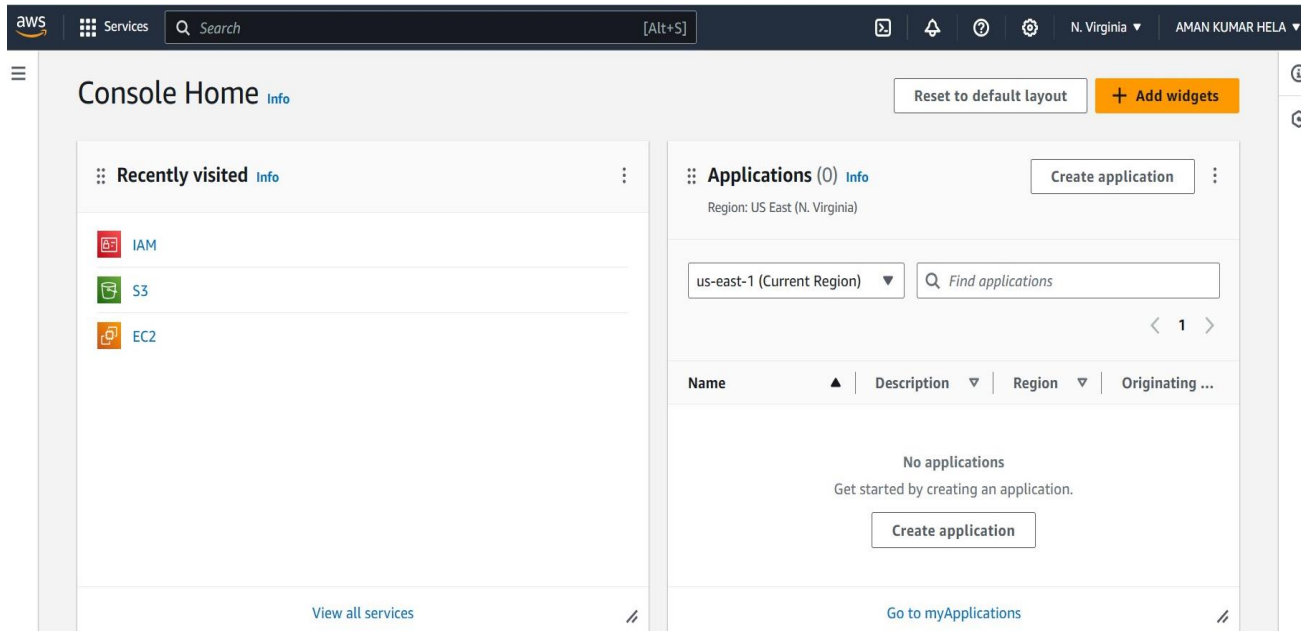 aws Services Search [Alt+S] N. Virginia AMAN KUMAR HELA
Console Home Info
Reset to default layout + Add widgets
Recently visited Info
IAM
S3
EC2
View all services
Applications (0) Info Create application
Region: US East (N. Virginia)
us-east-1 (Current Region) Find applications
1
Name Description Region Originating ...
No applications
Get started by creating an application.
Create application
Go to myApplications